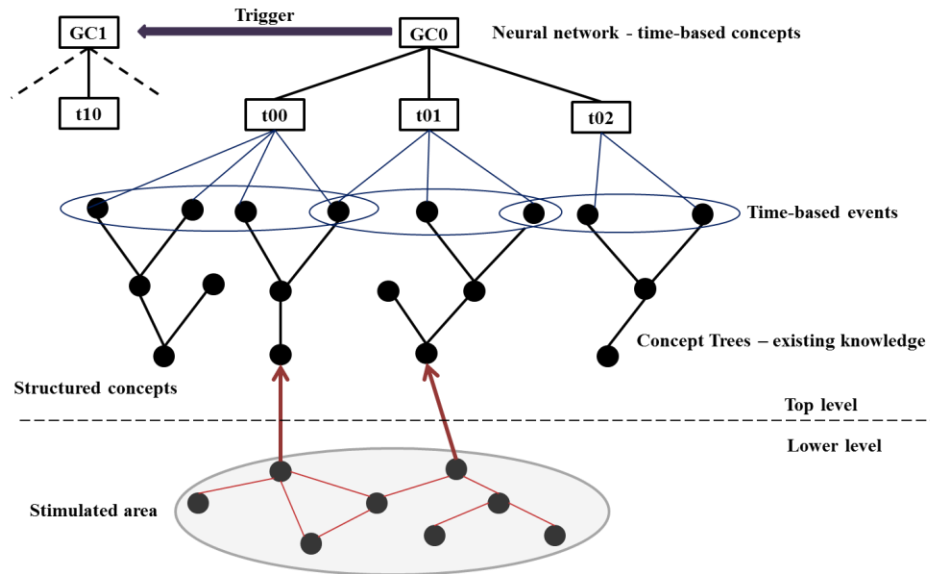 Trigger
GC1
GC0
Neural network - time-based concepts
t10
t00
t01
t02
Time-based events
Concept Trees – existing knowledge
Structured concepts
Top level
Lower level
Stimulated area